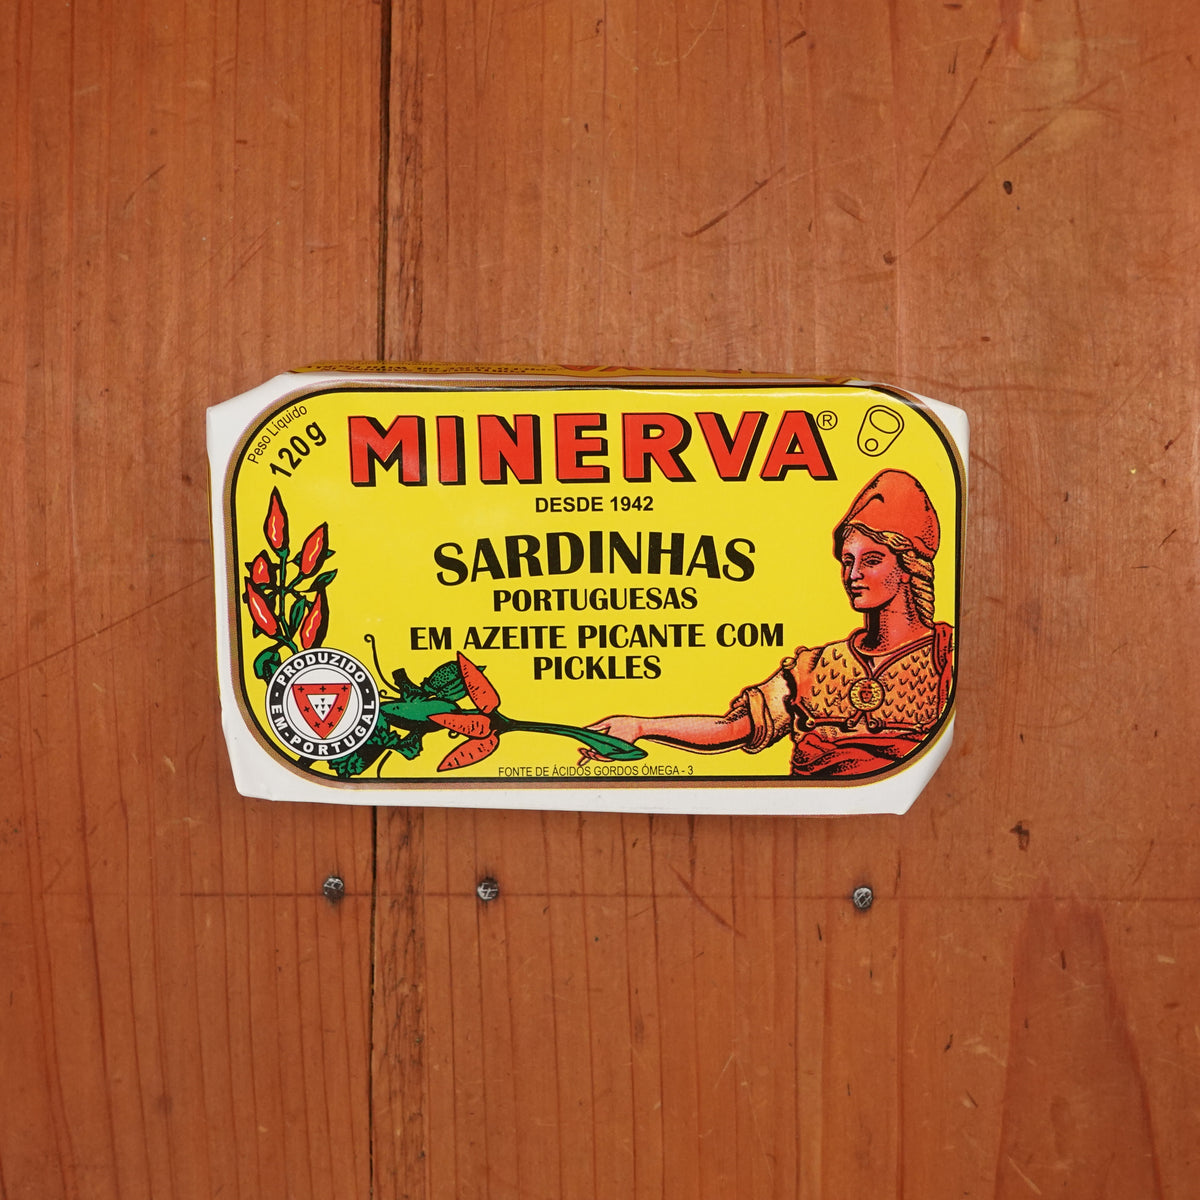 Peso Líquido
120g
MINERVA®
DESDE 1942
SARDINHAS
PORTUGUESAS
EM AZEITE PICANTE COM
PICKLES
PRODUZIDO
EM-PORTUGAL
FONTE DE ÁCIDOS GORDOS ÓMEGA - 3